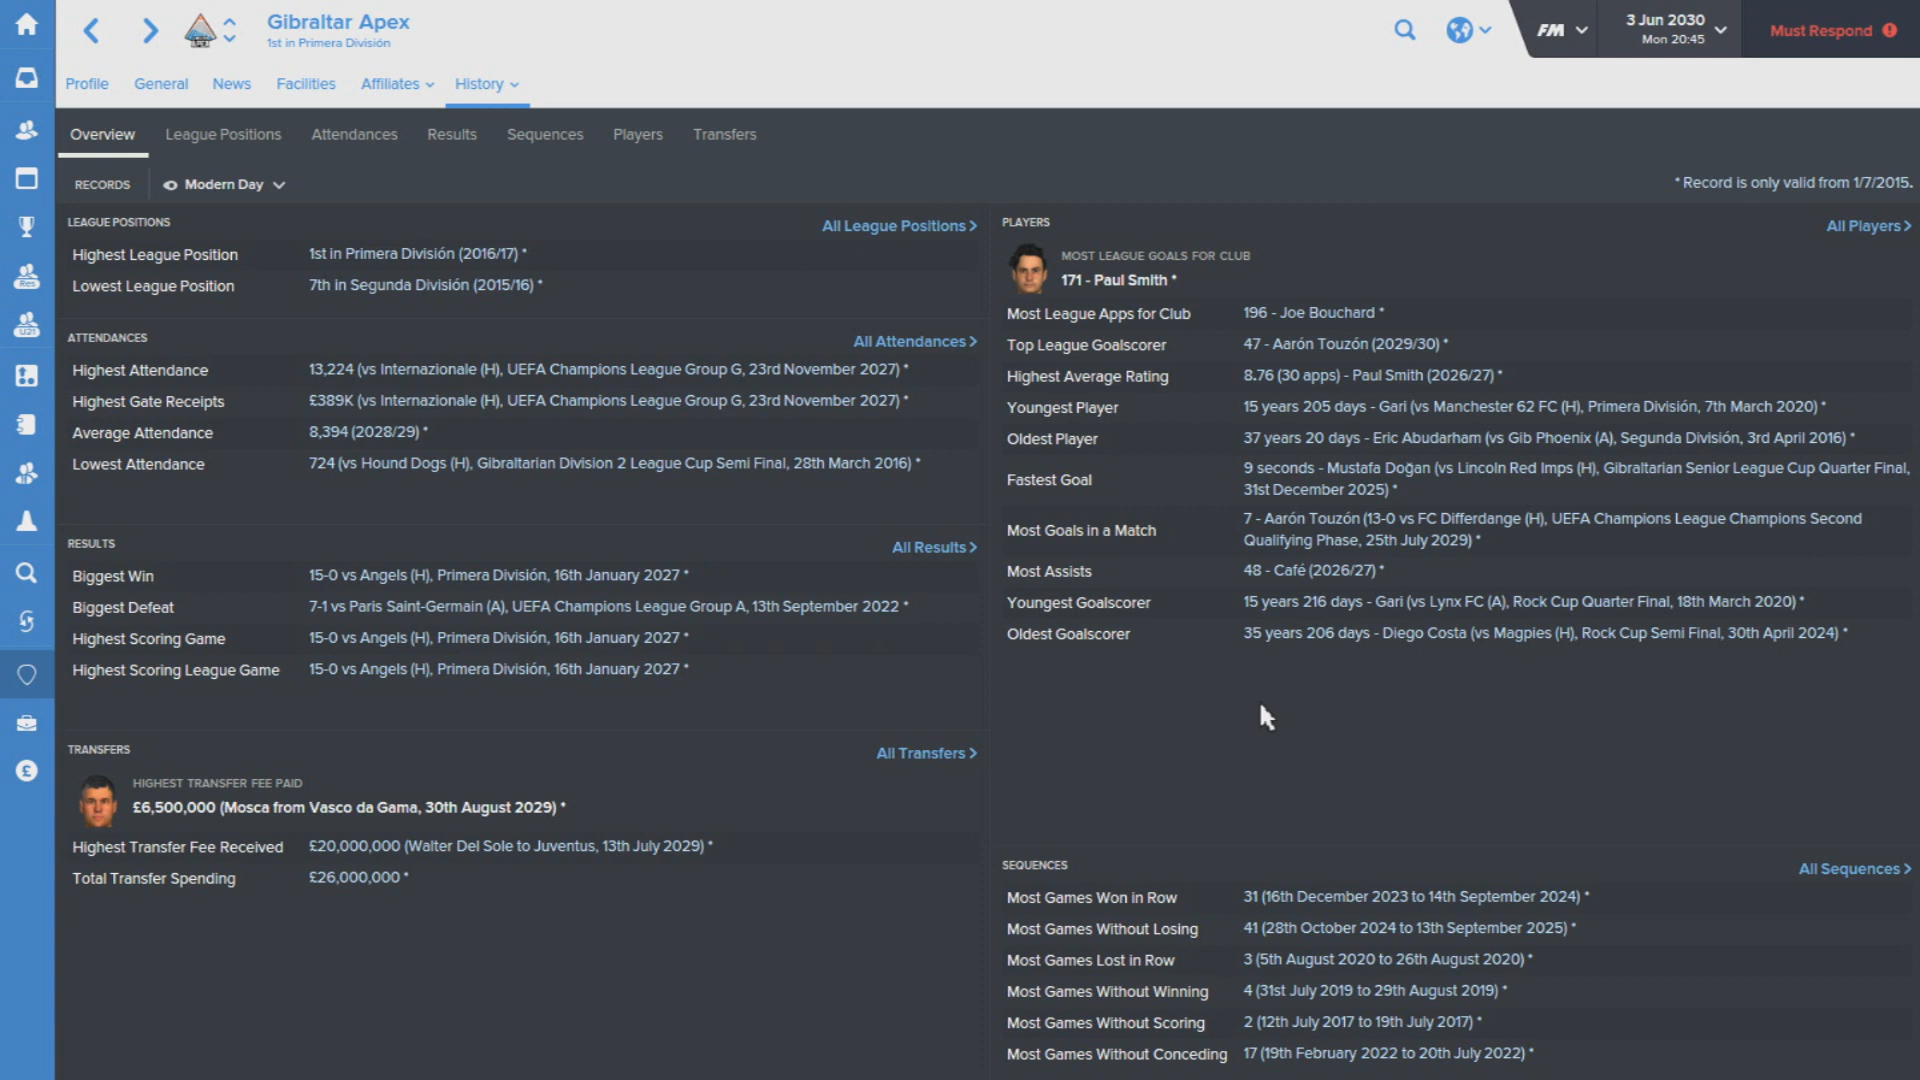 Gibraltar Apex
1st in Primera División
FM
3 Jun 2030
Mon 20:45
Must Respond
Profile General News Facilities Affiliates History
Overview League Positions Attendances Results Sequences Players Transfers
RECORDS Modern Day
* Record is only valid from 1/7/2015.
LEAGUE POSITIONS
All League Positions >
Highest League Position 1st in Primera División (2016/17) *
Lowest League Position 7th in Segunda División (2015/16) *
ATTENDANCES
All Attendances >
Highest Attendance 13,224 (vs Internazionale (H), UEFA Champions League Group G, 23rd November 2027) *
Highest Gate Receipts £389K (vs Internazionale (H), UEFA Champions League Group G, 23rd November 2027) *
Average Attendance 8,394 (2028/29) *
Lowest Attendance 724 (vs Hound Dogs (H), Gibraltarian Division 2 League Cup Semi Final, 28th March 2016) *
RESULTS
All Results >
Biggest Win 15-0 vs Angels (H), Primera División, 16th January 2027 *
Biggest Defeat 7-1 vs Paris Saint-Germain (A), UEFA Champions League Group A, 13th September 2022 *
Highest Scoring Game 15-0 vs Angels (H), Primera División, 16th January 2027 *
Highest Scoring League Game 15-0 vs Angels (H), Primera División, 16th January 2027 *
TRANSFERS
All Transfers >
HIGHEST TRANSFER FEE PAID
£6,500,000 (Mosca from Vasco da Gama, 30th August 2029) *
Highest Transfer Fee Received £20,000,000 (Walter Del Sole to Juventus, 13th July 2029) *
Total Transfer Spending £26,000,000 *
PLAYERS
All Players >
MOST LEAGUE GOALS FOR CLUB
171 - Paul Smith *
Most League Apps for Club 196 - Joe Bouchard *
Top League Goalscorer 47 - Aarón Touzón (2029/30) *
Highest Average Rating 8.76 (30 apps) - Paul Smith (2026/27) *
Youngest Player 15 years 205 days - Gari (vs Manchester 62 FC (H), Primera División, 7th March 2020) *
Oldest Player 37 years 20 days - Eric Abudarham (vs Gib Phoenix (A), Segunda División, 3rd April 2016) *
Fastest Goal 9 seconds - Mustafa Doğan (vs Lincoln Red Imps (H), Gibraltarian Senior League Cup Quarter Final,
31st December 2025) *
Most Goals in a Match 7 - Aarón Touzón (13-0 vs FC Differdange (H), UEFA Champions League Champions Second
Qualifying Phase, 25th July 2029) *
Most Assists 48 - Café (2026/27) *
Youngest Goalscorer 15 years 216 days - Gari (vs Lynx FC (A), Rock Cup Quarter Final, 18th March 2020) *
Oldest Goalscorer 35 years 206 days - Diego Costa (vs Magpies (H), Rock Cup Semi Final, 30th April 2024) *
SEQUENCES
All Sequences >
Most Games Won in Row 31 (16th December 2023 to 14th September 2024) *
Most Games Without Losing 41 (28th October 2024 to 13th September 2025) *
Most Games Lost in Row 3 (5th August 2020 to 26th August 2020) *
Most Games Without Winning 4 (31st July 2019 to 29th August 2019) *
Most Games Without Scoring 2 (12th July 2017 to 19th July 2017) *
Most Games Without Conceding 17 (19th February 2022 to 20th July 2022) *
Res
U21